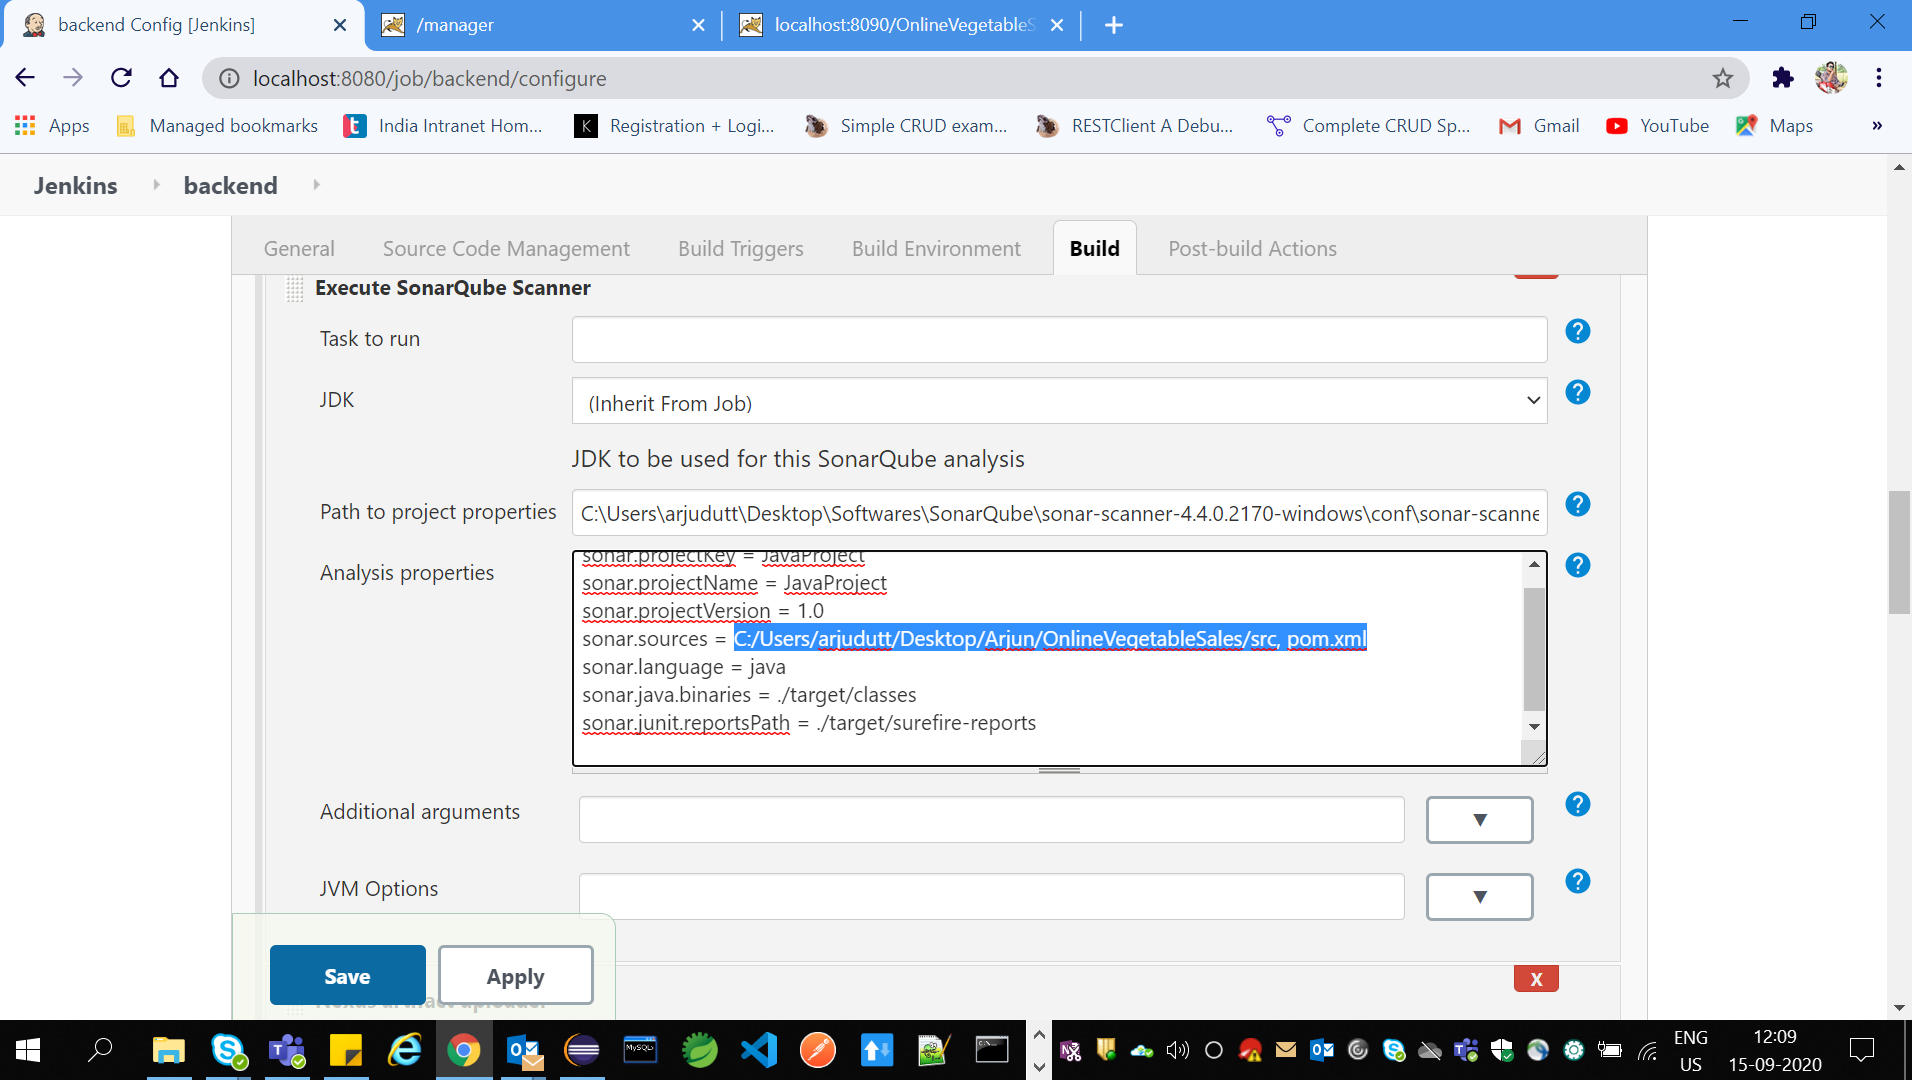 backend Config [Jenkins]
/manager
localhost:8090/OnlineVegetableS
localhost:8080/job/backend/configure
Apps
Managed bookmarks
India Intranet Hom...
Registration + Logi...
Simple CRUD exam...
RESTClient A Debu...
Complete CRUD Sp...
Gmail
YouTube
Maps
»
Jenkins
backend
General
Source Code Management
Build Triggers
Build Environment
Build
Post-build Actions
Execute SonarQube Scanner
Task to run
JDK
(Inherit From Job)
JDK to be used for this SonarQube analysis
Path to project properties
C:\Users\arjudutt\Desktop\Softwares\SonarQube\sonar-scanner-4.4.0.2170-windows\conf\sonar-scanne
Analysis properties
sonar.projectKey = JavaProject
sonar.projectName = JavaProject
sonar.projectVersion = 1.0
sonar.sources = C:/Users/arjudutt/Desktop/Arjun/OnlineVegetableSales/src, pom.xml
sonar.language = java
sonar.java.binaries = ./target/classes
sonar.junit.reportsPath = ./target/surefire-reports
Additional arguments
JVM Options
Save
Apply
X
Nexus artifact uploader
ENG
US
12:09
15-09-2020